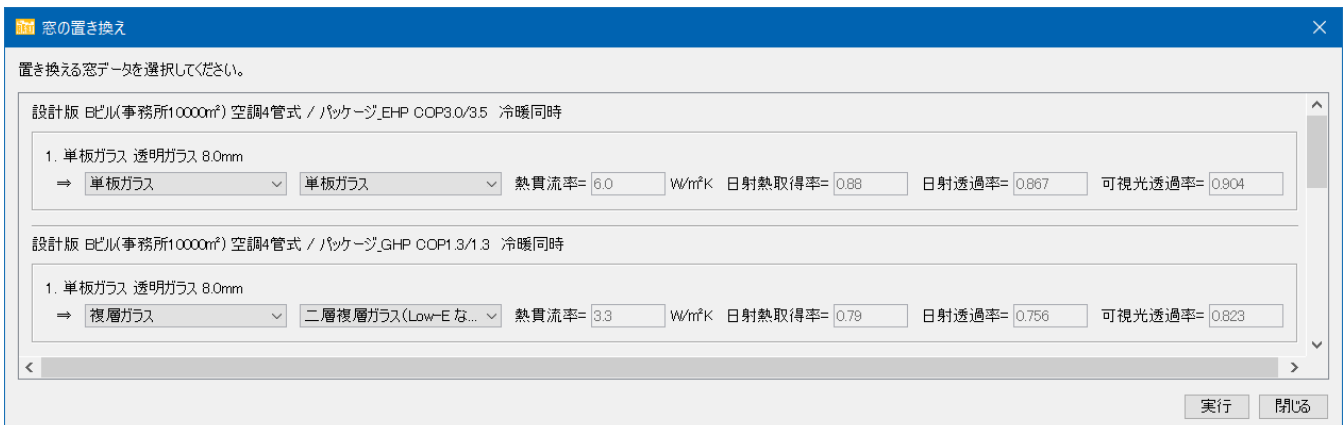 窓の置き換え
置き換える窓データを選択してください。
設計版 Bビル(事務所10000㎡) 空調4管式 / パッケージ_EHP COP3.0/3.5 冷暖同時
1. 単板ガラス 透明ガラス 8.0mm
⇒ 単板ガラス 単板ガラス 熱貫流率= 6.0 W/㎡K 日射熱取得率= 0.88 日射透過率= 0.867 可視光透過率= 0.904
設計版 Bビル(事務所10000㎡) 空調4管式 / パッケージ_GHP COP1.3/1.3 冷暖同時
1. 単板ガラス 透明ガラス 8.0mm
⇒ 複層ガラス 二層複層ガラス(Low-E な... 熱貫流率= 3.3 W/㎡K 日射熱取得率= 0.79 日射透過率= 0.756 可視光透過率= 0.823
実行 閉じる